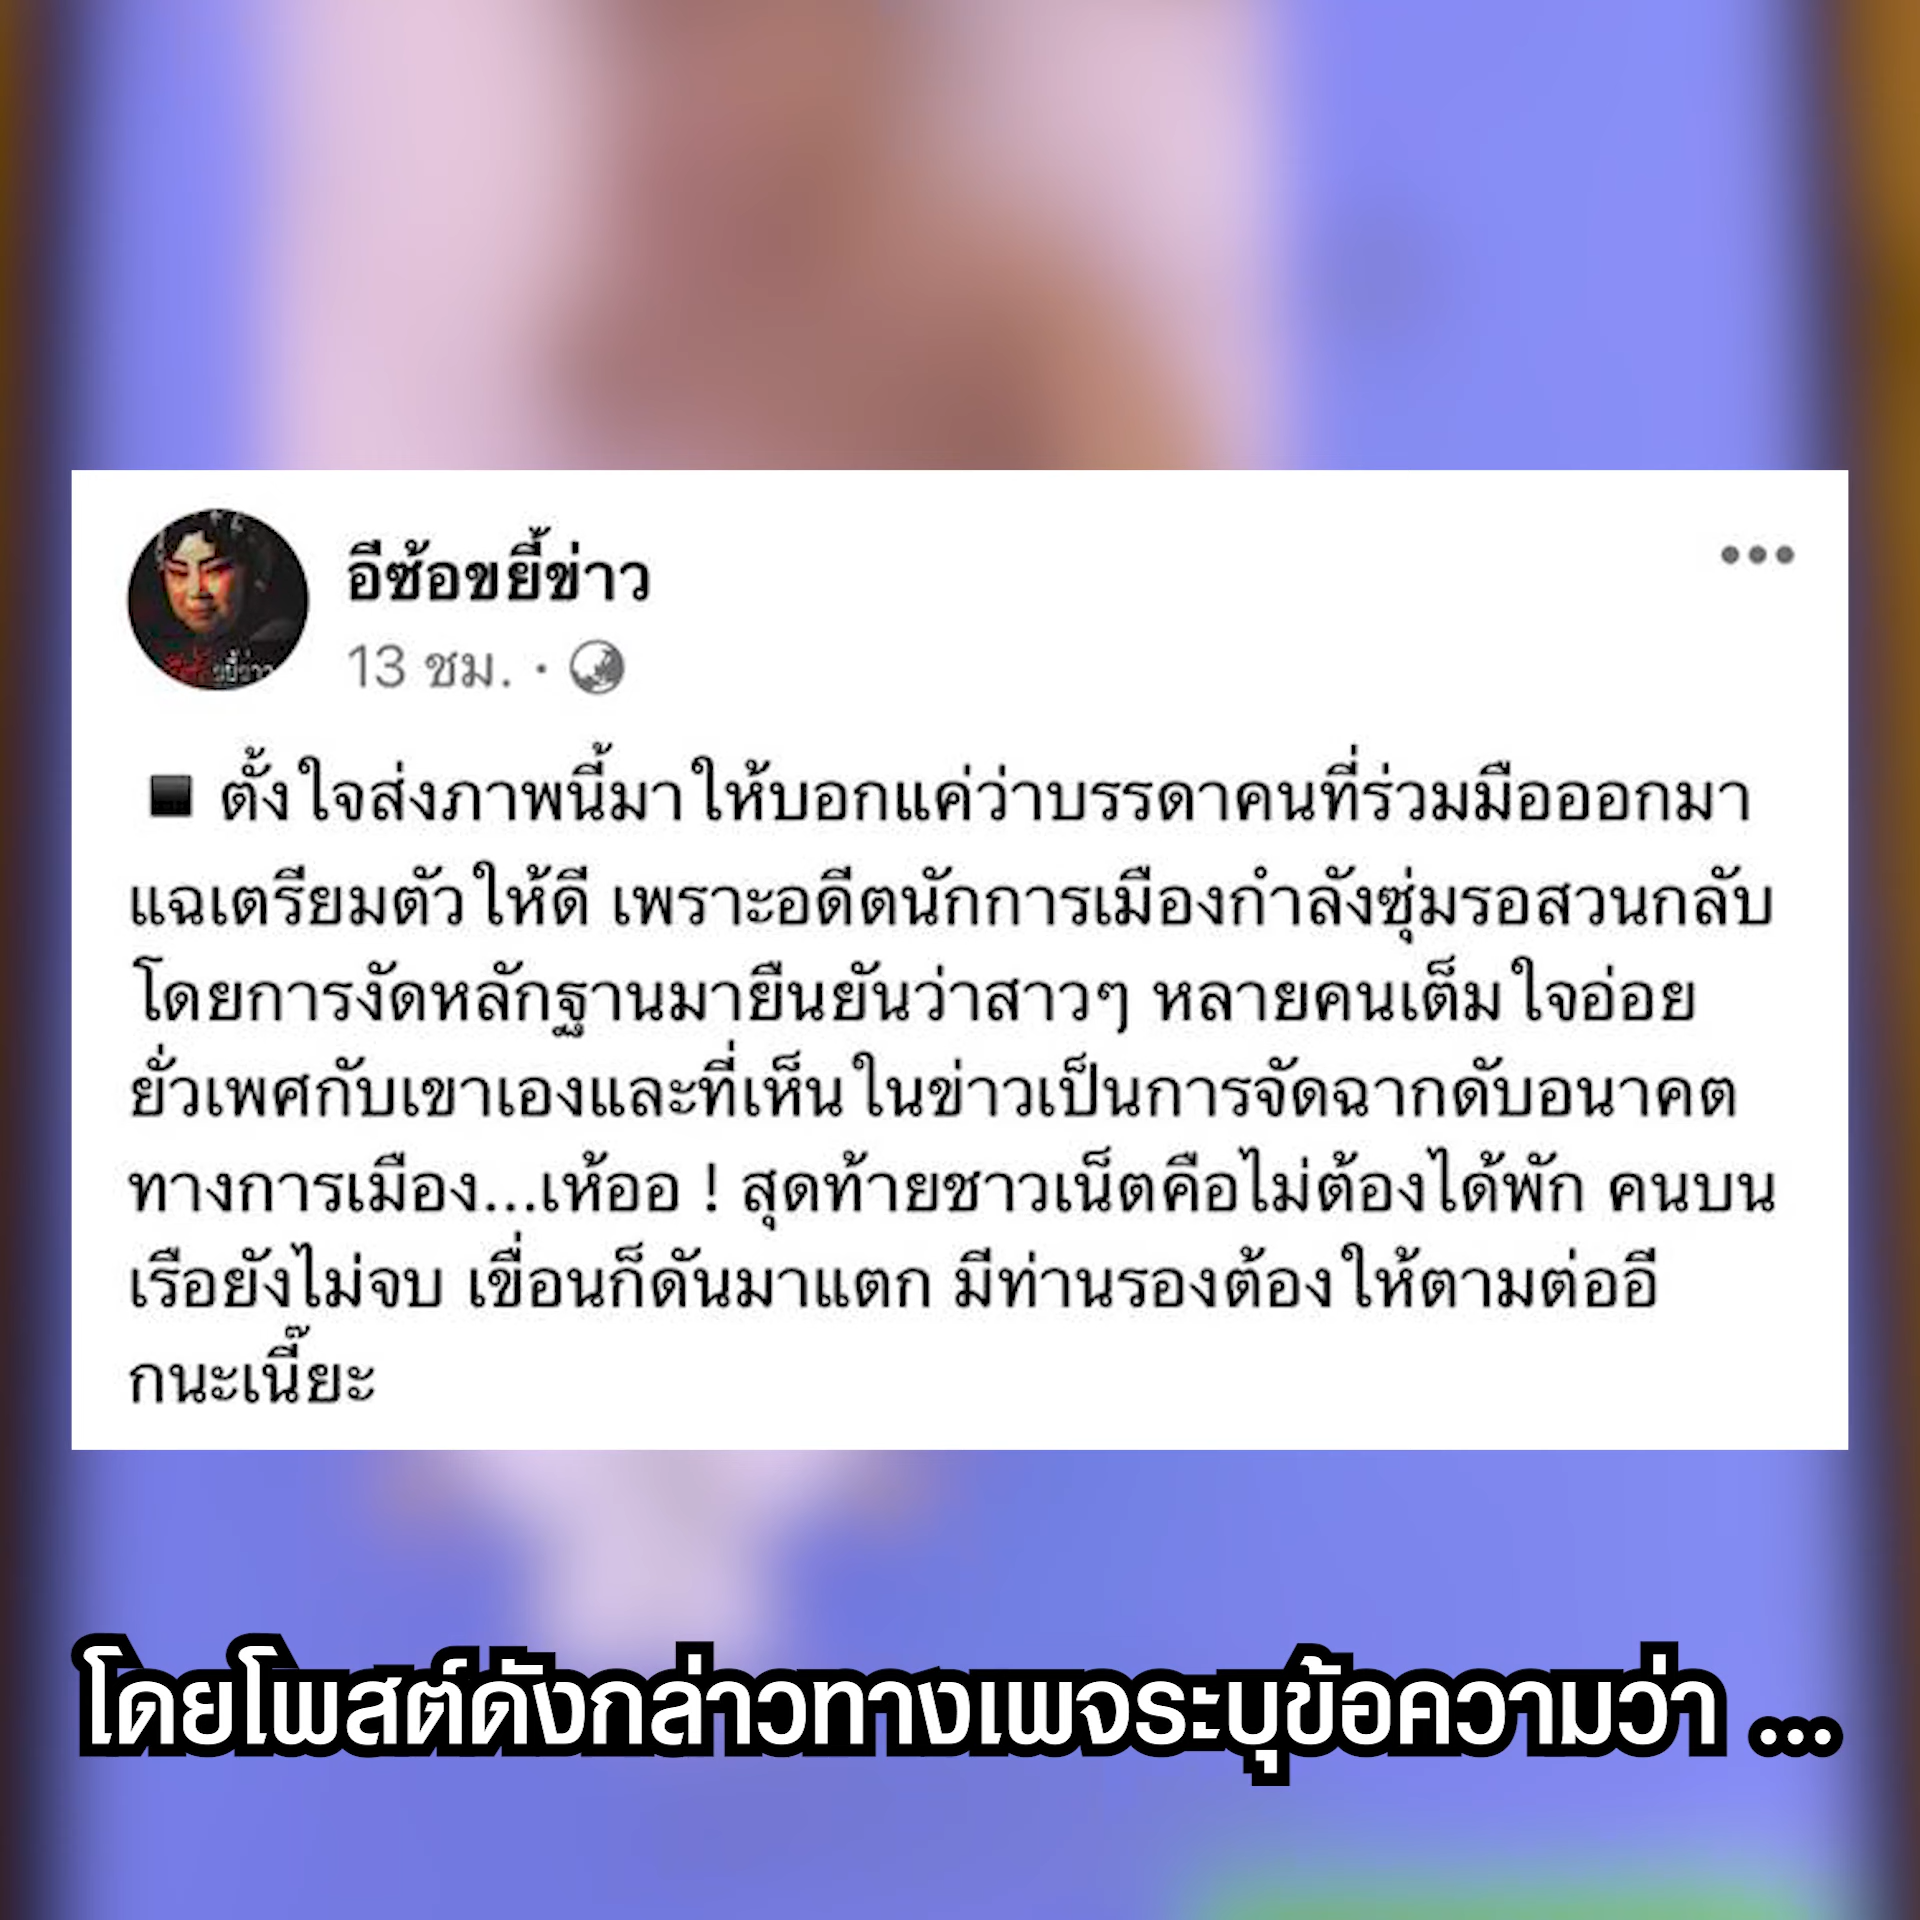 อีซ้อขยี้ข่าว
13 ชม. ·
▪ ตั้งใจส่งภาพนี้มาให้บอกแค่ว่าบรรดาคนที่ร่วมมือออกมา
แฉเตรียมตัวให้ดี เพราะอดีตนักการเมืองกำลังซุ่มรอสวนกลับ
โดยการงัดหลักฐานมายืนยันว่าสาวๆ หลายคนเต็มใจอ่อย
ยั่วเพศกับเขาเองและที่เห็นในข่าวเป็นการจัดฉากดับอนาคต
ทางการเมือง...เห้ออ ! สุดท้ายชาวเน็ตคือไม่ต้องได้พัก คนบน
เรือยังไม่จบ เขื่อนก็ดันมาแตก มีท่านรองต้องให้ตามต่ออี
กนะเนี๊ยะ
โดยโพสต์ดังกล่าวทางเพจระบุข้อความว่า ...